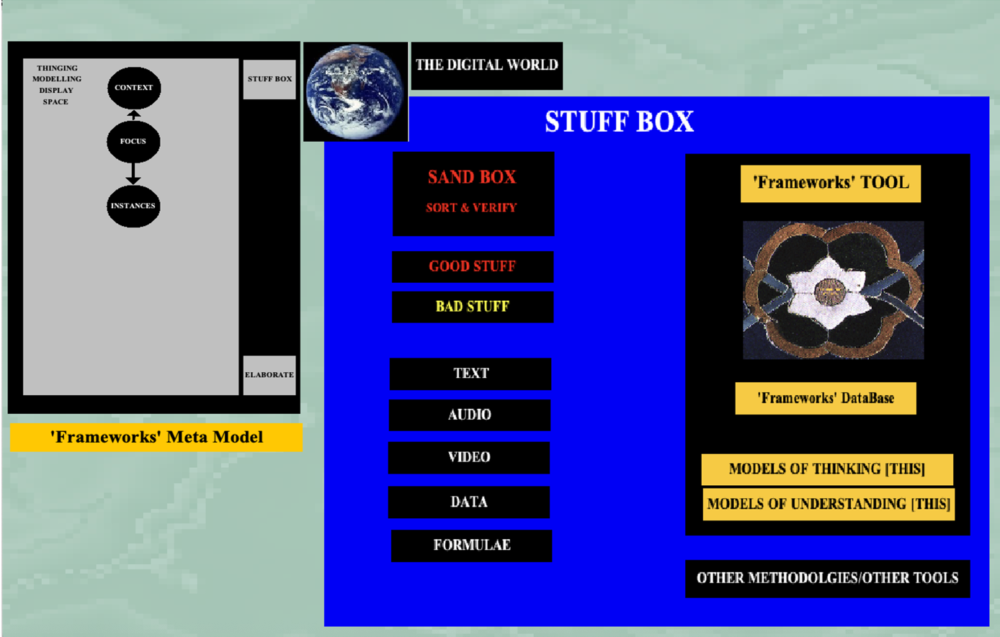 THINGING
MODELLING
DISPLAY
SPACE
CONTEXT
FOCUS
INSTANCES
STUFF BOX
ELABORATE
'Frameworks' Meta Model
THE DIGITAL WORLD
STUFF BOX
SAND BOX
SORT & VERIFY
GOOD STUFF
BAD STUFF
TEXT
AUDIO
VIDEO
DATA
FORMULAE
'Frameworks' TOOL
'Frameworks' DataBase
MODELS OF THINKING [THIS]
MODELS OF UNDERSTANDING [THIS]
OTHER METHODOLGIES/OTHER TOOLS